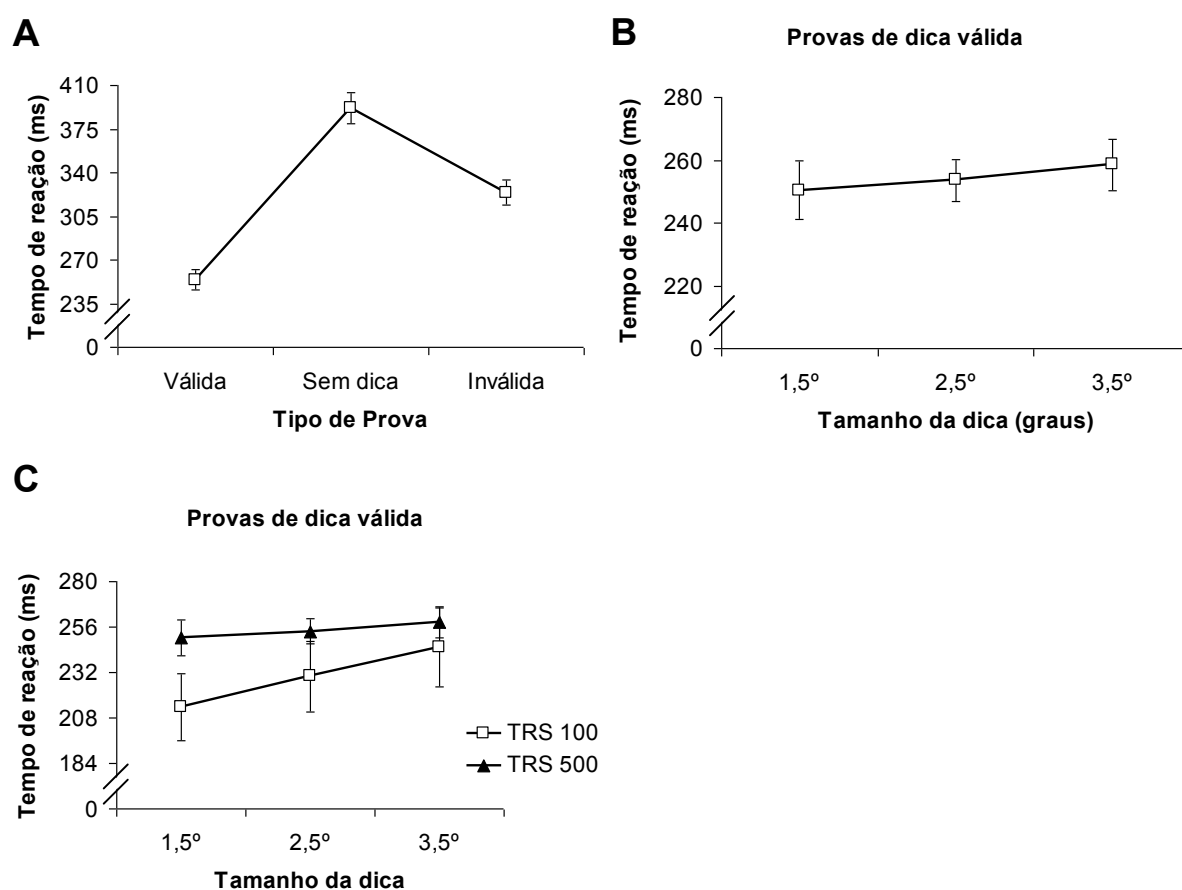 A
Tempo de reação (ms)
410
375
340
305
270
235
0
Válida Sem dica Inválida
Tipo de Prova
B
Provas de dica válida
Tempo de reação (ms)
280
260
240
220
0
1,5º 2,5º 3,5º
Tamanho da dica (graus)
C
Provas de dica válida
Tempo de reação (ms)
280
256
232
208
184
0
TRS 100
TRS 500
1,5º 2,5º 3,5º
Tamanho da dica